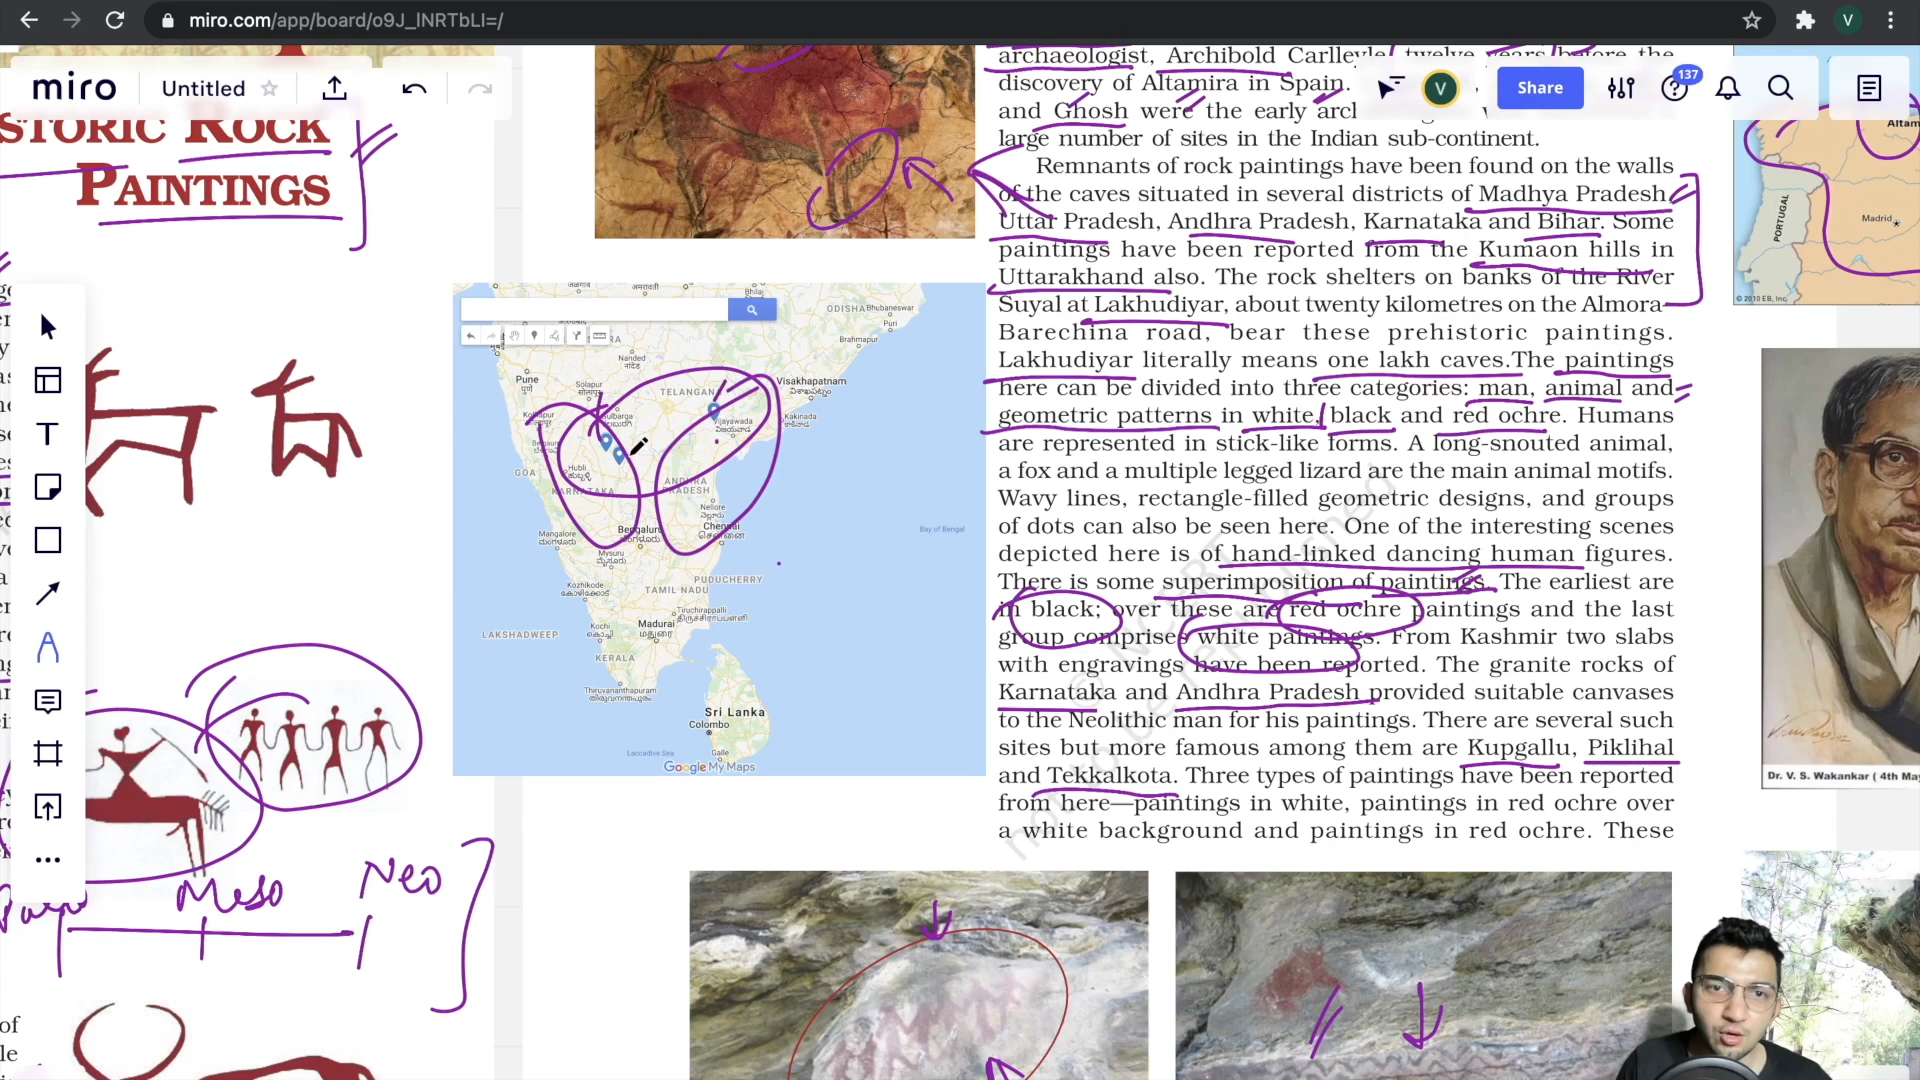 miro.com/app/board/o9J_lNRTbLI=/
V
miro
Untitled
Share
V
137
STORIC ROCK
PAINTINGS
archaeologist, Archibold Carlleyle, twelve years before the
discovery of Altamira in Spain.
and Ghosh were the early
large number of sites in the Indian sub-continent.
Remnants of rock paintings have been found on the walls
of the caves situated in several districts of Madhya Pradesh,
Uttar Pradesh, Andhra Pradesh, Karnataka and Bihar. Some
paintings have been reported from the Kumaon hills in
Uttarakhand also. The rock shelters on banks of the River
Suyal at Lakhudiyar, about twenty kilometres on the Almora–
Barechina road, bear these prehistoric paintings.
Lakhudiyar literally means one lakh caves.The paintings
here can be divided into three categories: man, animal and
geometric patterns in white, black and red ochre. Humans
are represented in stick-like forms. A long-snouted animal,
a fox and a multiple legged lizard are the main animal motifs.
Wavy lines, rectangle-filled geometric designs, and groups
of dots can also be seen here. One of the interesting scenes
depicted here is of hand-linked dancing human figures.
There is some superimposition of paintings. The earliest are
in black; over these are red ochre paintings and the last
group comprises white paintings. From Kashmir two slabs
with engravings have been reported. The granite rocks of
Karnataka and Andhra Pradesh provided suitable canvases
to the Neolithic man for his paintings. There are several such
sites but more famous among them are Kupgallu, Piklihal
and Tekkalkota. Three types of paintings have been reported
from here—paintings in white, paintings in red ochre over
a white background and paintings in red ochre. These
PORTUGAL
Madrid
© 2010 EB, Inc.
ODISHA
Bhubaneswar
Puri
Brahmapur
Nanded
Pune
Solapur
TELANGAN
Visakhapatnam
Kolhapur
Kakinada
Vijayawada
GOA
Hubli
KARNATAKA
ANDHRA
PRADESH
Nellore
Bay of Bengal
Mangalore
Bengaluru
Chennai
Mysuru
PUDUCHERRY
Kozhikode
TAMIL NADU
Tiruchirappalli
Kochi
Madurai
LAKSHADWEEP
KERALA
Thiruvananthapuram
Sri Lanka
Colombo
Laccadive Sea
Galle
Google My Maps
Dr. V. S. Wakankar ( 4th May
Meso
Neo
of
le